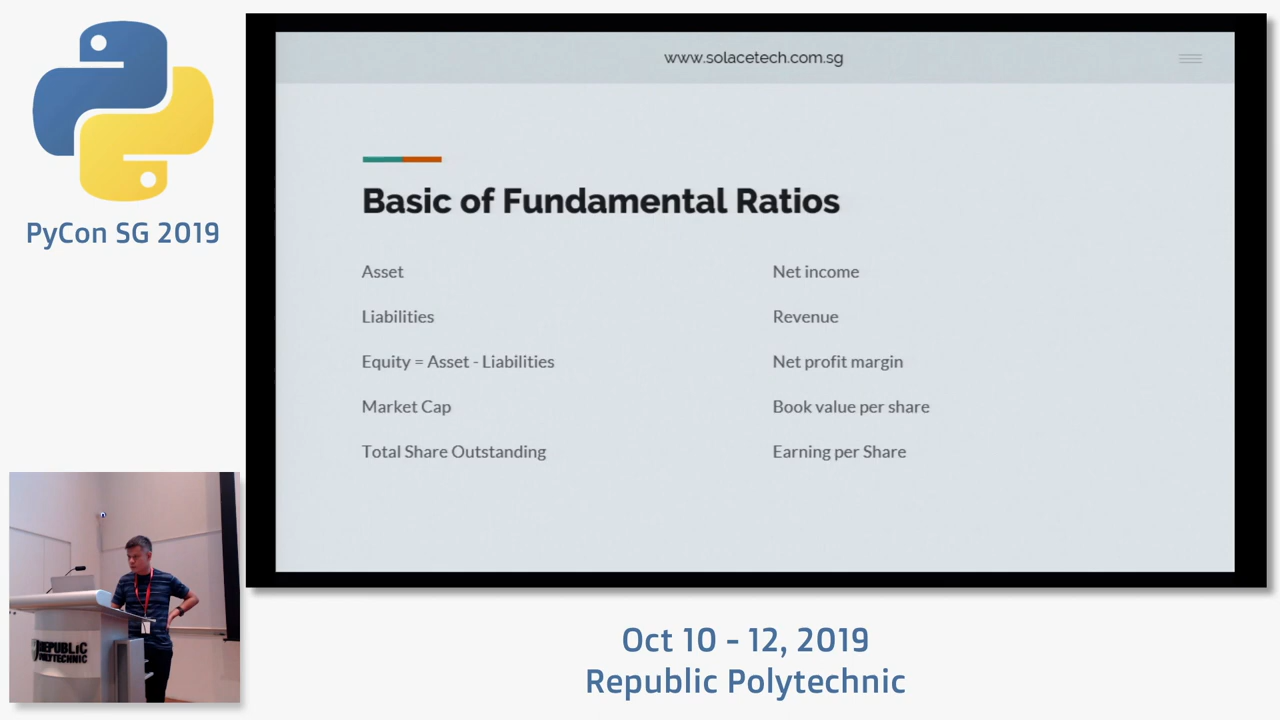 www.solacetech.com.sg
Basic of Fundamental Ratios
Asset
Liabilities
Equity = Asset - Liabilities
Market Cap
Total Share Outstanding
Net income
Revenue
Net profit margin
Book value per share
Earning per Share
PyCon SG 2019
REPUBLIC
POLYTECHNIC
Oct 10 - 12, 2019
Republic Polytechnic